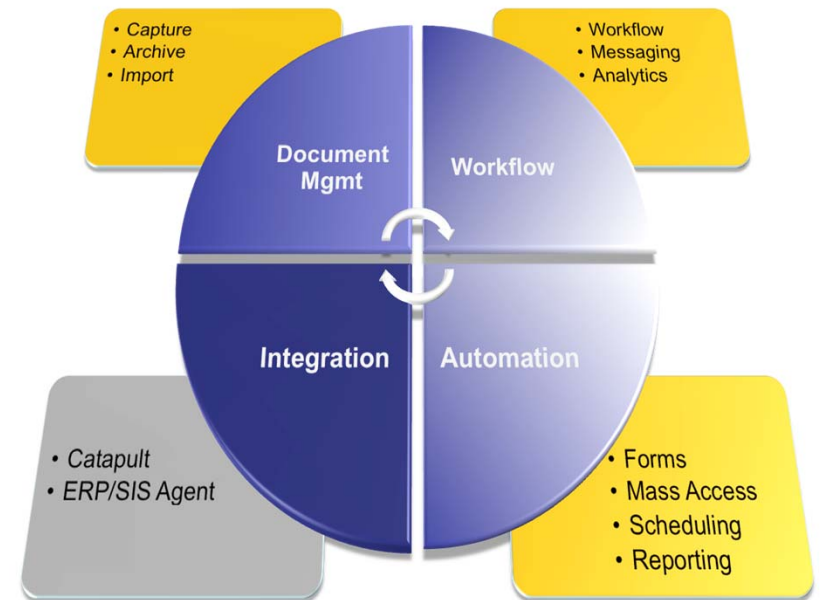 • Capture
• Archive
• Import
• Workflow
• Messaging
• Analytics
Document
Mgmt
Workflow
Integration
Automation
• Catapult
• ERP/SIS Agent
• Forms
• Mass Access
• Scheduling
• Reporting